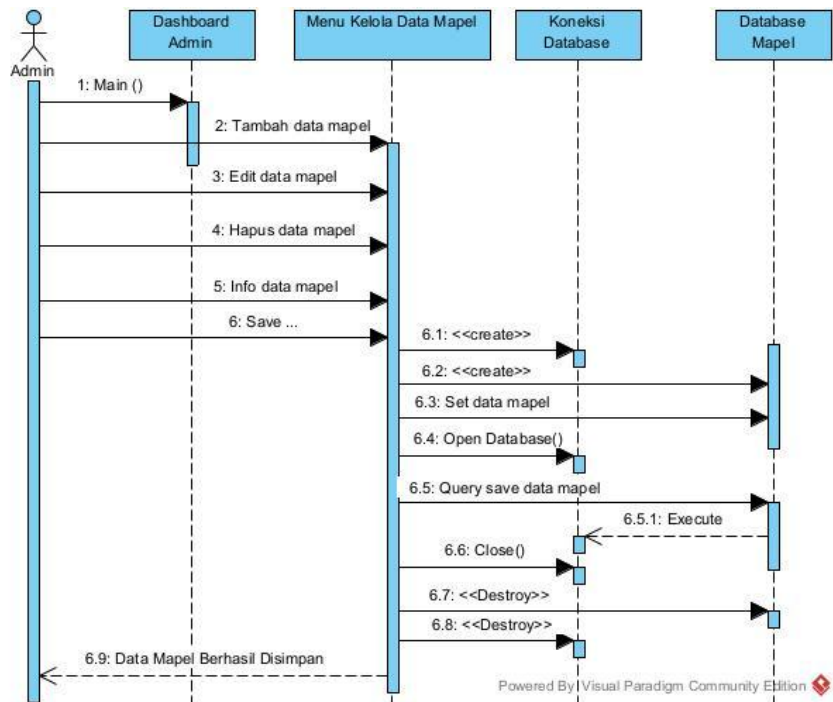 Dashboard
Admin
Menu Kelola Data Mapel
Koneksi
Database
Database
Mapel
Admin
1: Main ()
2: Tambah data mapel
3: Edit data mapel
4: Hapus data mapel
5: Info data mapel
6: Save ...
6.1: <<create>>
6.2: <<create>>
6.3: Set data mapel
6.4: Open Database()
6.5: Query save data mapel
6.5.1: Execute
6.6: Close()
6.7: <<Destroy>>
6.8: <<Destroy>>
6.9: Data Mapel Berhasil Disimpan
Powered By Visual Paradigm Community Edition